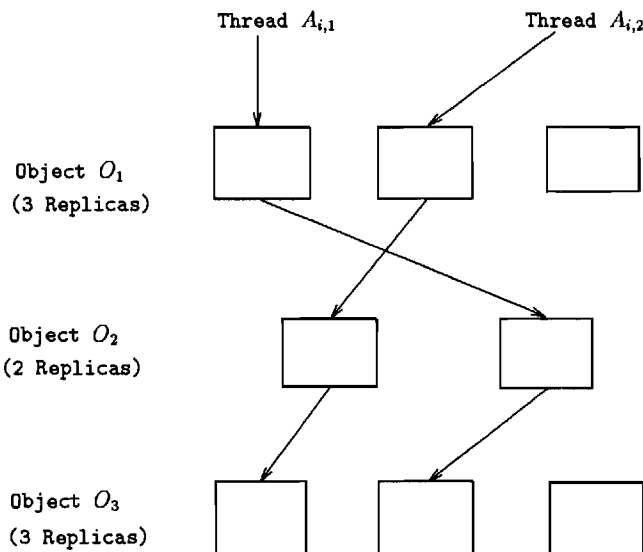 Thread A_{i,1}
Thread A_{i,2}
Object O_1
(3 Replicas)
Object O_2
(2 Replicas)
Object O_3
(3 Replicas)